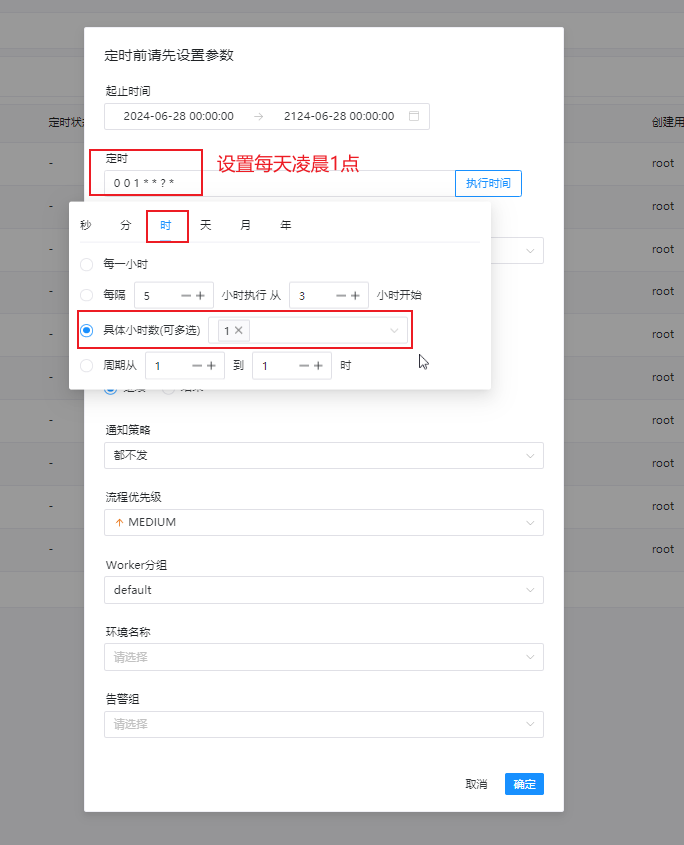 定时前请先设置参数
起止时间
2024-06-28 00:00:00 → 2124-06-28 00:00:00
定时状
创建用
定时
设置每天凌晨1点
0 0 1 * * ? *
执行时间
- root
- root
秒 分 时 天 月 年
- root
每一小时
每隔 5 小时执行 从 3 小时开始
- root
具体小时数(可多选) 1
- root
周期从 1 到 1 时
- root
通知策略
- root
都不发
- root
流程优先级
- root
MEDIUM
- root
Worker分组
default
环境名称
请选择
告警组
请选择
取消 确定